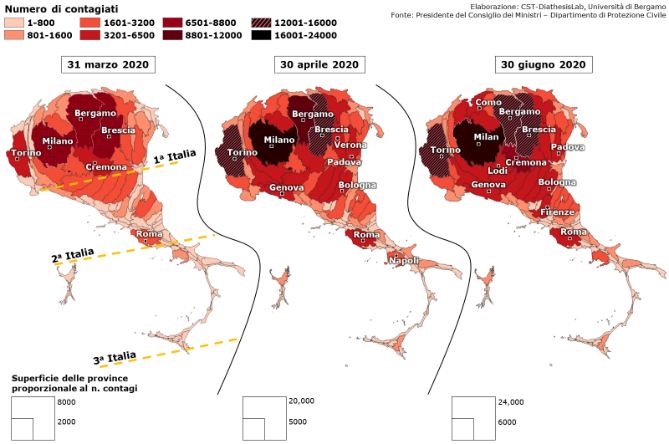 Numero di contagiati
1-800
1601-3200
6501-8800
12001-16000
801-1600
3201-6500
8801-12000
16001-24000
Elaborazione: CST-DiathesisLab, Università di Bergamo
Fonte: Presidente del Consiglio dei Ministri – Dipartimento di Protezione Civile
31 marzo 2020
30 aprile 2020
30 giugno 2020
Bergamo
Brescia
Milano
Torino
Cremona
1ª Italia
Roma
2ª Italia
3ª Italia
Bergamo
Brescia
Milano
Verona
Torino
Padova
Genova
Bologna
Roma
Napoli
Como
Bergamo
Brescia
Milan
Torino
Padova
Cremona
Lodi
Genova
Bologna
Firenze
Roma
Superficie delle province
proporzionale al n. contagi
8000
2000
20,000
5000
24,000
6000